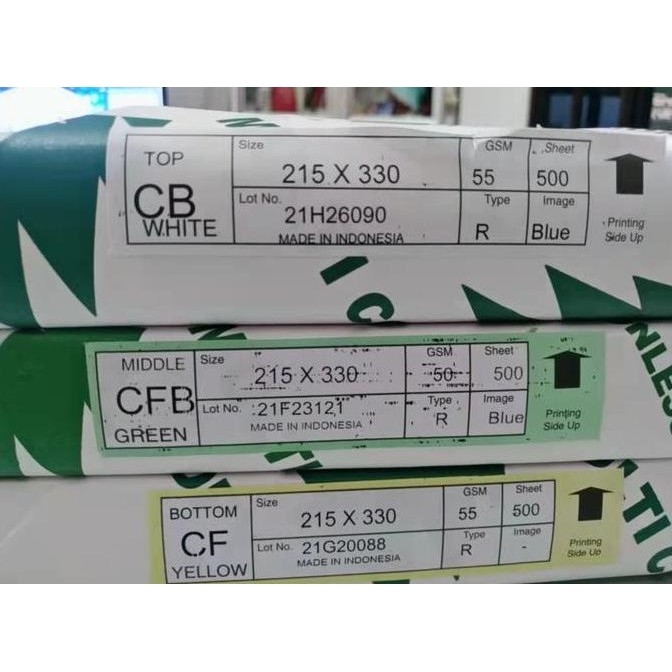 TOP
CB
WHITE
Size
215 X 330
GSM
55
Sheet
500
Lot No.
21H26090
MADE IN INDONESIA
Type
R
Image
Blue
Printing
Side Up
MIDDLE
CFB
GREEN
Size
215 X 330
GSM
50
Sheet
500
Lot No.
21F23121
MADE IN INDONESIA
Type
R
Image
Blue
Printing
Side Up
BOTTOM
CF
YELLOW
Size
215 X 330
GSM
55
Sheet
500
Lot No.
21G20088
MADE IN INDONESIA
Type
R
Image
-
Printing
Side Up